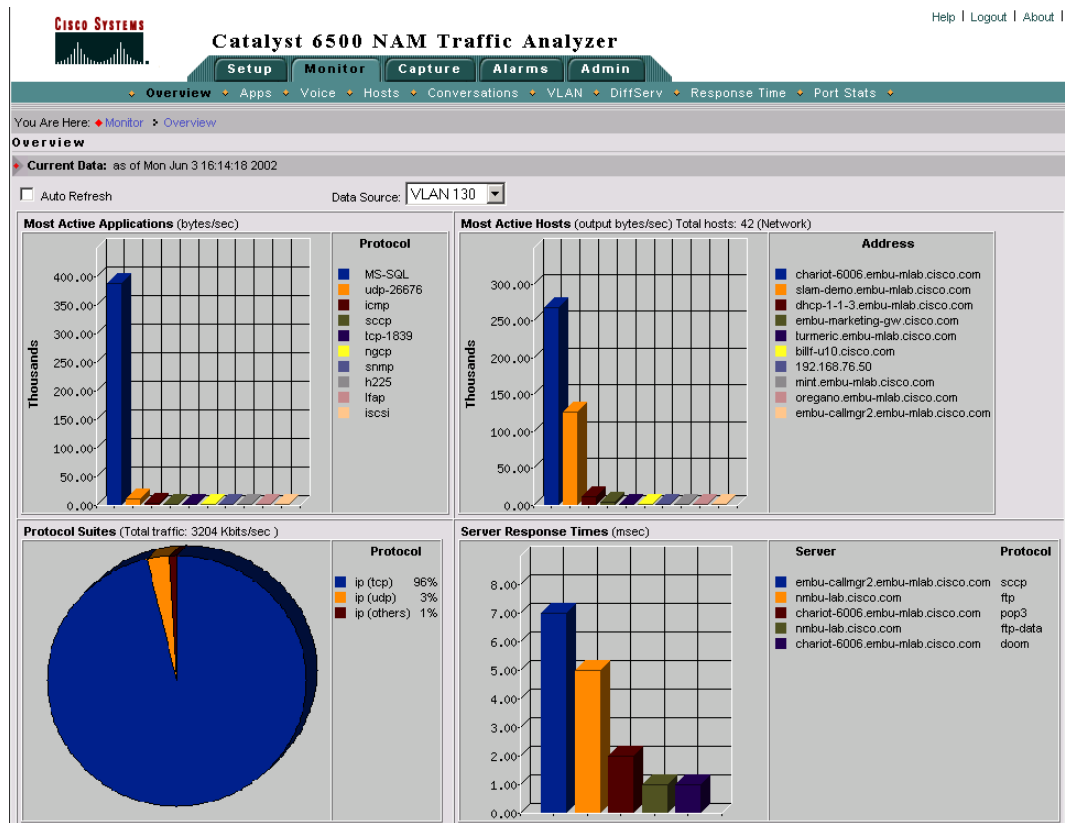 Help | Logout | About |
CISCO SYSTEMS
Catalyst 6500 NAM Traffic Analyzer
Setup Monitor Capture Alarms Admin
Overview Apps Voice Hosts Conversations VLAN DiffServ Response Time Port Stats
You Are Here: Monitor Overview
Overview
Current Data: as of Mon Jun 3 16:14:18 2002
Auto Refresh
Data Source: VLAN 130
Most Active Applications (bytes/sec)
Thousands
400.00
350.00
300.00
250.00
200.00
150.00
100.00
50.00
0.00
Protocol
MS-SQL
udp-26676
icmp
sccp
tcp-1839
ngcp
snmp
h225
lfap
iscsi
Most Active Hosts (output bytes/sec) Total hosts: 42 (Network)
Thousands
300.00
250.00
200.00
150.00
100.00
50.00
0.00
Address
chariot-6006.embu-mlab.cisco.com
slam-demo.embu-mlab.cisco.com
dhcp-1-1-3.embu-mlab.cisco.com
embu-marketing-gw.cisco.com
turmeric.embu-mlab.cisco.com
billf-u10.cisco.com
192.168.76.50
mint.embu-mlab.cisco.com
oregano.embu-mlab.cisco.com
embu-callmgr2.embu-mlab.cisco.com
Protocol Suites (Total traffic: 3204 Kbits/sec )
Protocol
ip (tcp) 96%
ip (udp) 3%
ip (others) 1%
Server Response Times (msec)
8.00
7.00
6.00
5.00
4.00
3.00
2.00
1.00
0.00
Server Protocol
embu-callmgr2.embu-mlab.cisco.com sccp
nmbu-lab.cisco.com ftp
chariot-6006.embu-mlab.cisco.com pop3
nmbu-lab.cisco.com ftp-data
chariot-6006.embu-mlab.cisco.com doom